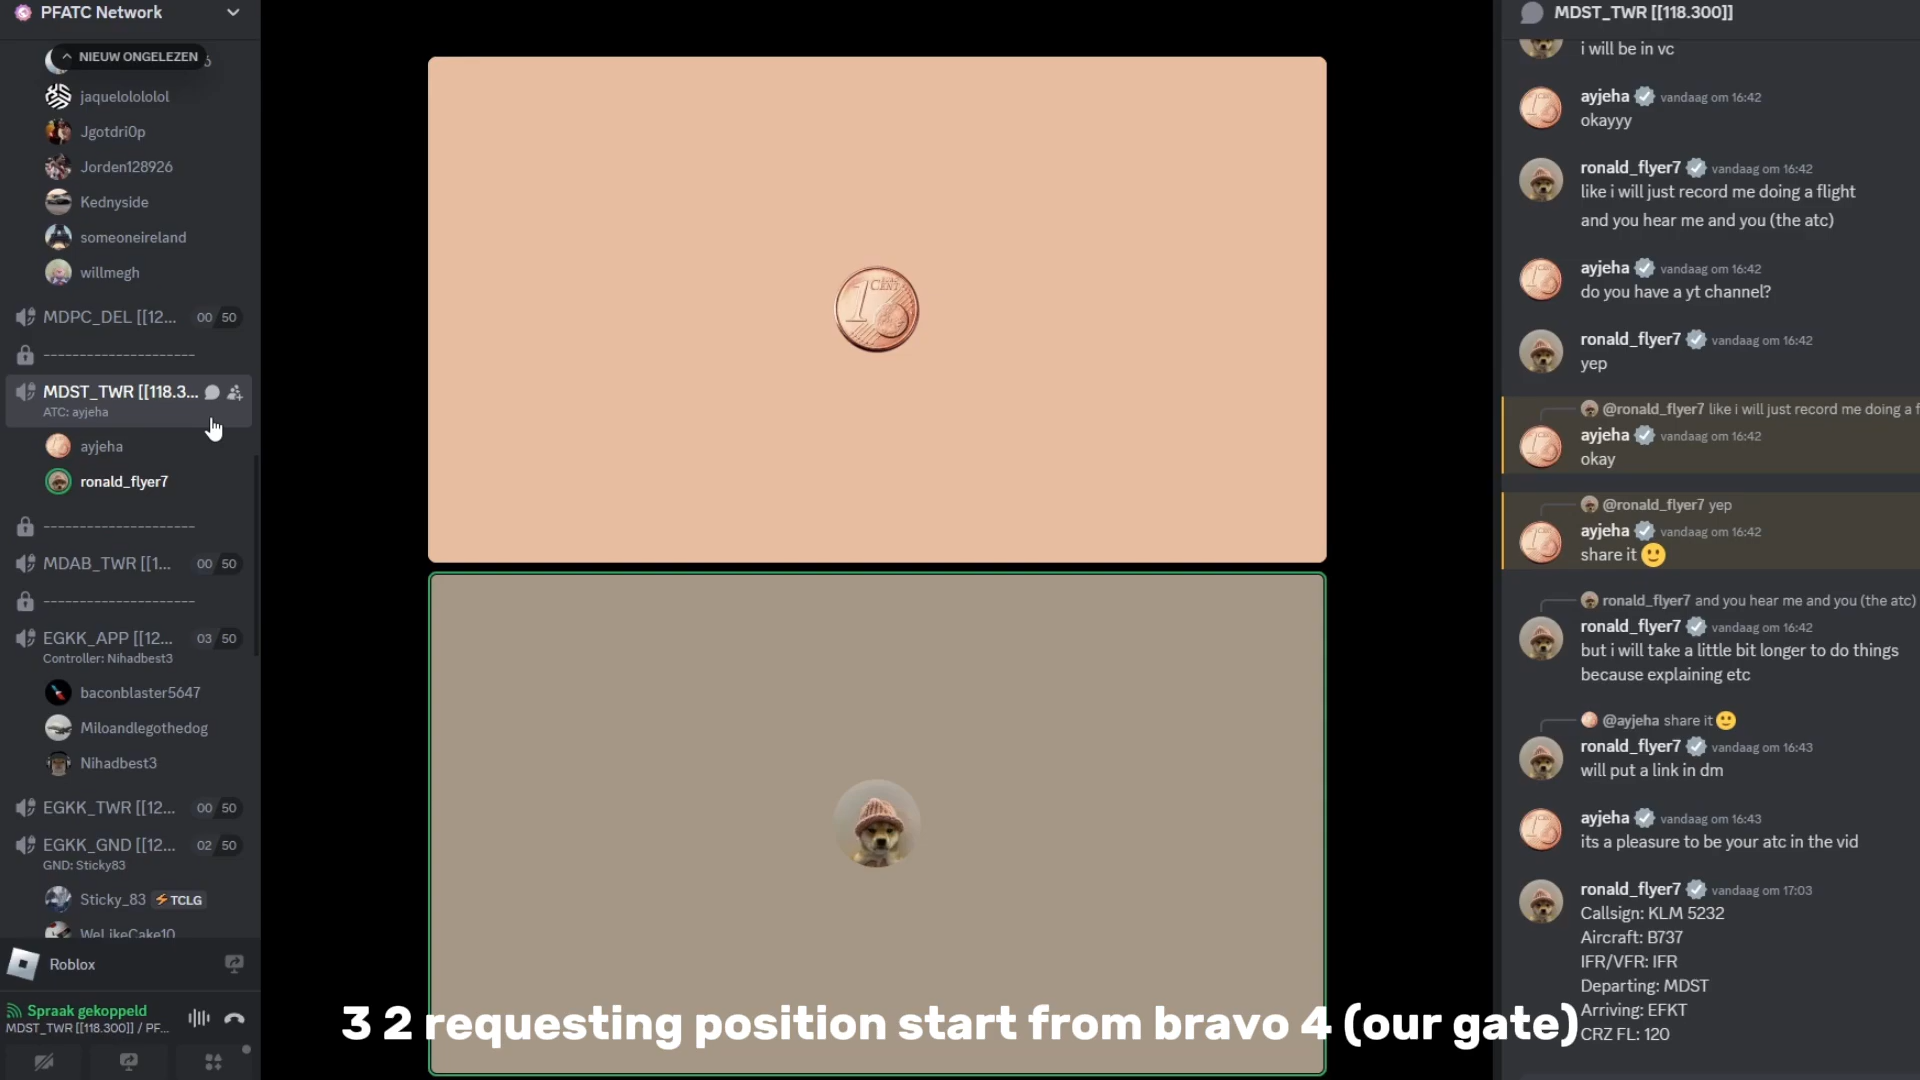 PFATC Network
NIEUW ONGELEZEN
jaquelolololol
Jgotdri0p
Jorden128926
Kednyside
someoneireland
willmegh
MDPC_DEL [[12... 00 50
---------------------
MDST_TWR [[118.3...
ATC: ayjeha
ayjeha
ronald_flyer7
---------------------
MDAB_TWR [[1... 00 50
---------------------
EGKK_APP [[12... 03 50
Controller: Nihadbest3
baconblaster5647
Miloandlegothedog
Nihadbest3
EGKK_TWR [[12... 00 50
EGKK_GND [[12... 02 50
GND: Sticky83
Sticky_83 TCLG
WeLikeCake10
Roblox
Spraak gekoppeld
MDST_TWR [[118.300]] / PF...
1 CENT
3 2 requesting position start from bravo 4 (our gate)
MDST_TWR [[118.300]]
i will be in vc
ayjeha vandaag om 16:42
okayyy
ronald_flyer7 vandaag om 16:42
like i will just record me doing a flight
and you hear me and you (the atc)
ayjeha vandaag om 16:42
do you have a yt channel?
ronald_flyer7 vandaag om 16:42
yep
@ronald_flyer7 like i will just record me doing a f
ayjeha vandaag om 16:42
okay
@ronald_flyer7 yep
ayjeha vandaag om 16:42
share it 🙂
ronald_flyer7 and you hear me and you (the atc)
ronald_flyer7 vandaag om 16:42
but i will take a little bit longer to do things
because explaining etc
@ayjeha share it 🙂
ronald_flyer7 vandaag om 16:43
will put a link in dm
ayjeha vandaag om 16:43
its a pleasure to be your atc in the vid
ronald_flyer7 vandaag om 17:03
Callsign: KLM 5232
Aircraft: B737
IFR/VFR: IFR
Departing: MDST
Arriving: EFKT
CRZ FL: 120